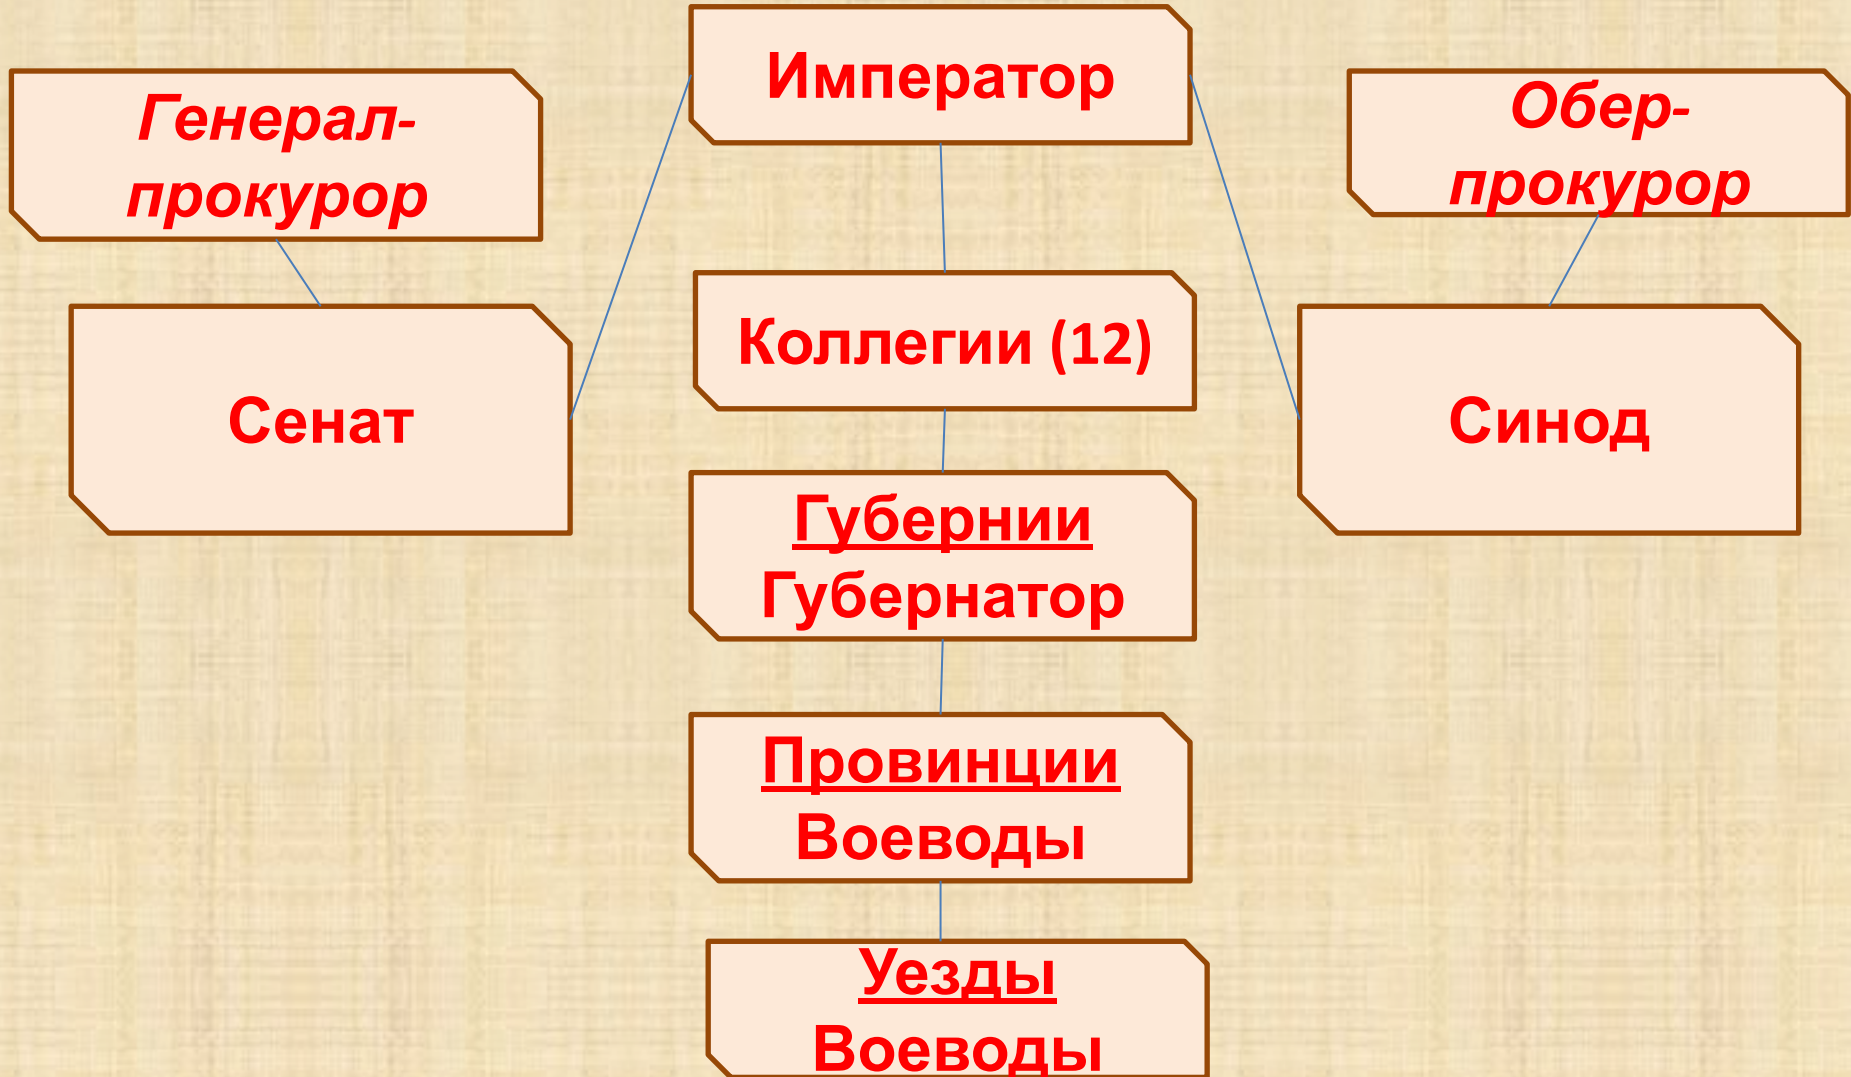 Император
Генерал-
прокурор
Обер-
прокурор
Коллегии (12)
Сенат
Синод
Губернии
Губернатор
Провинции
Воеводы
Уезды
Воеводы